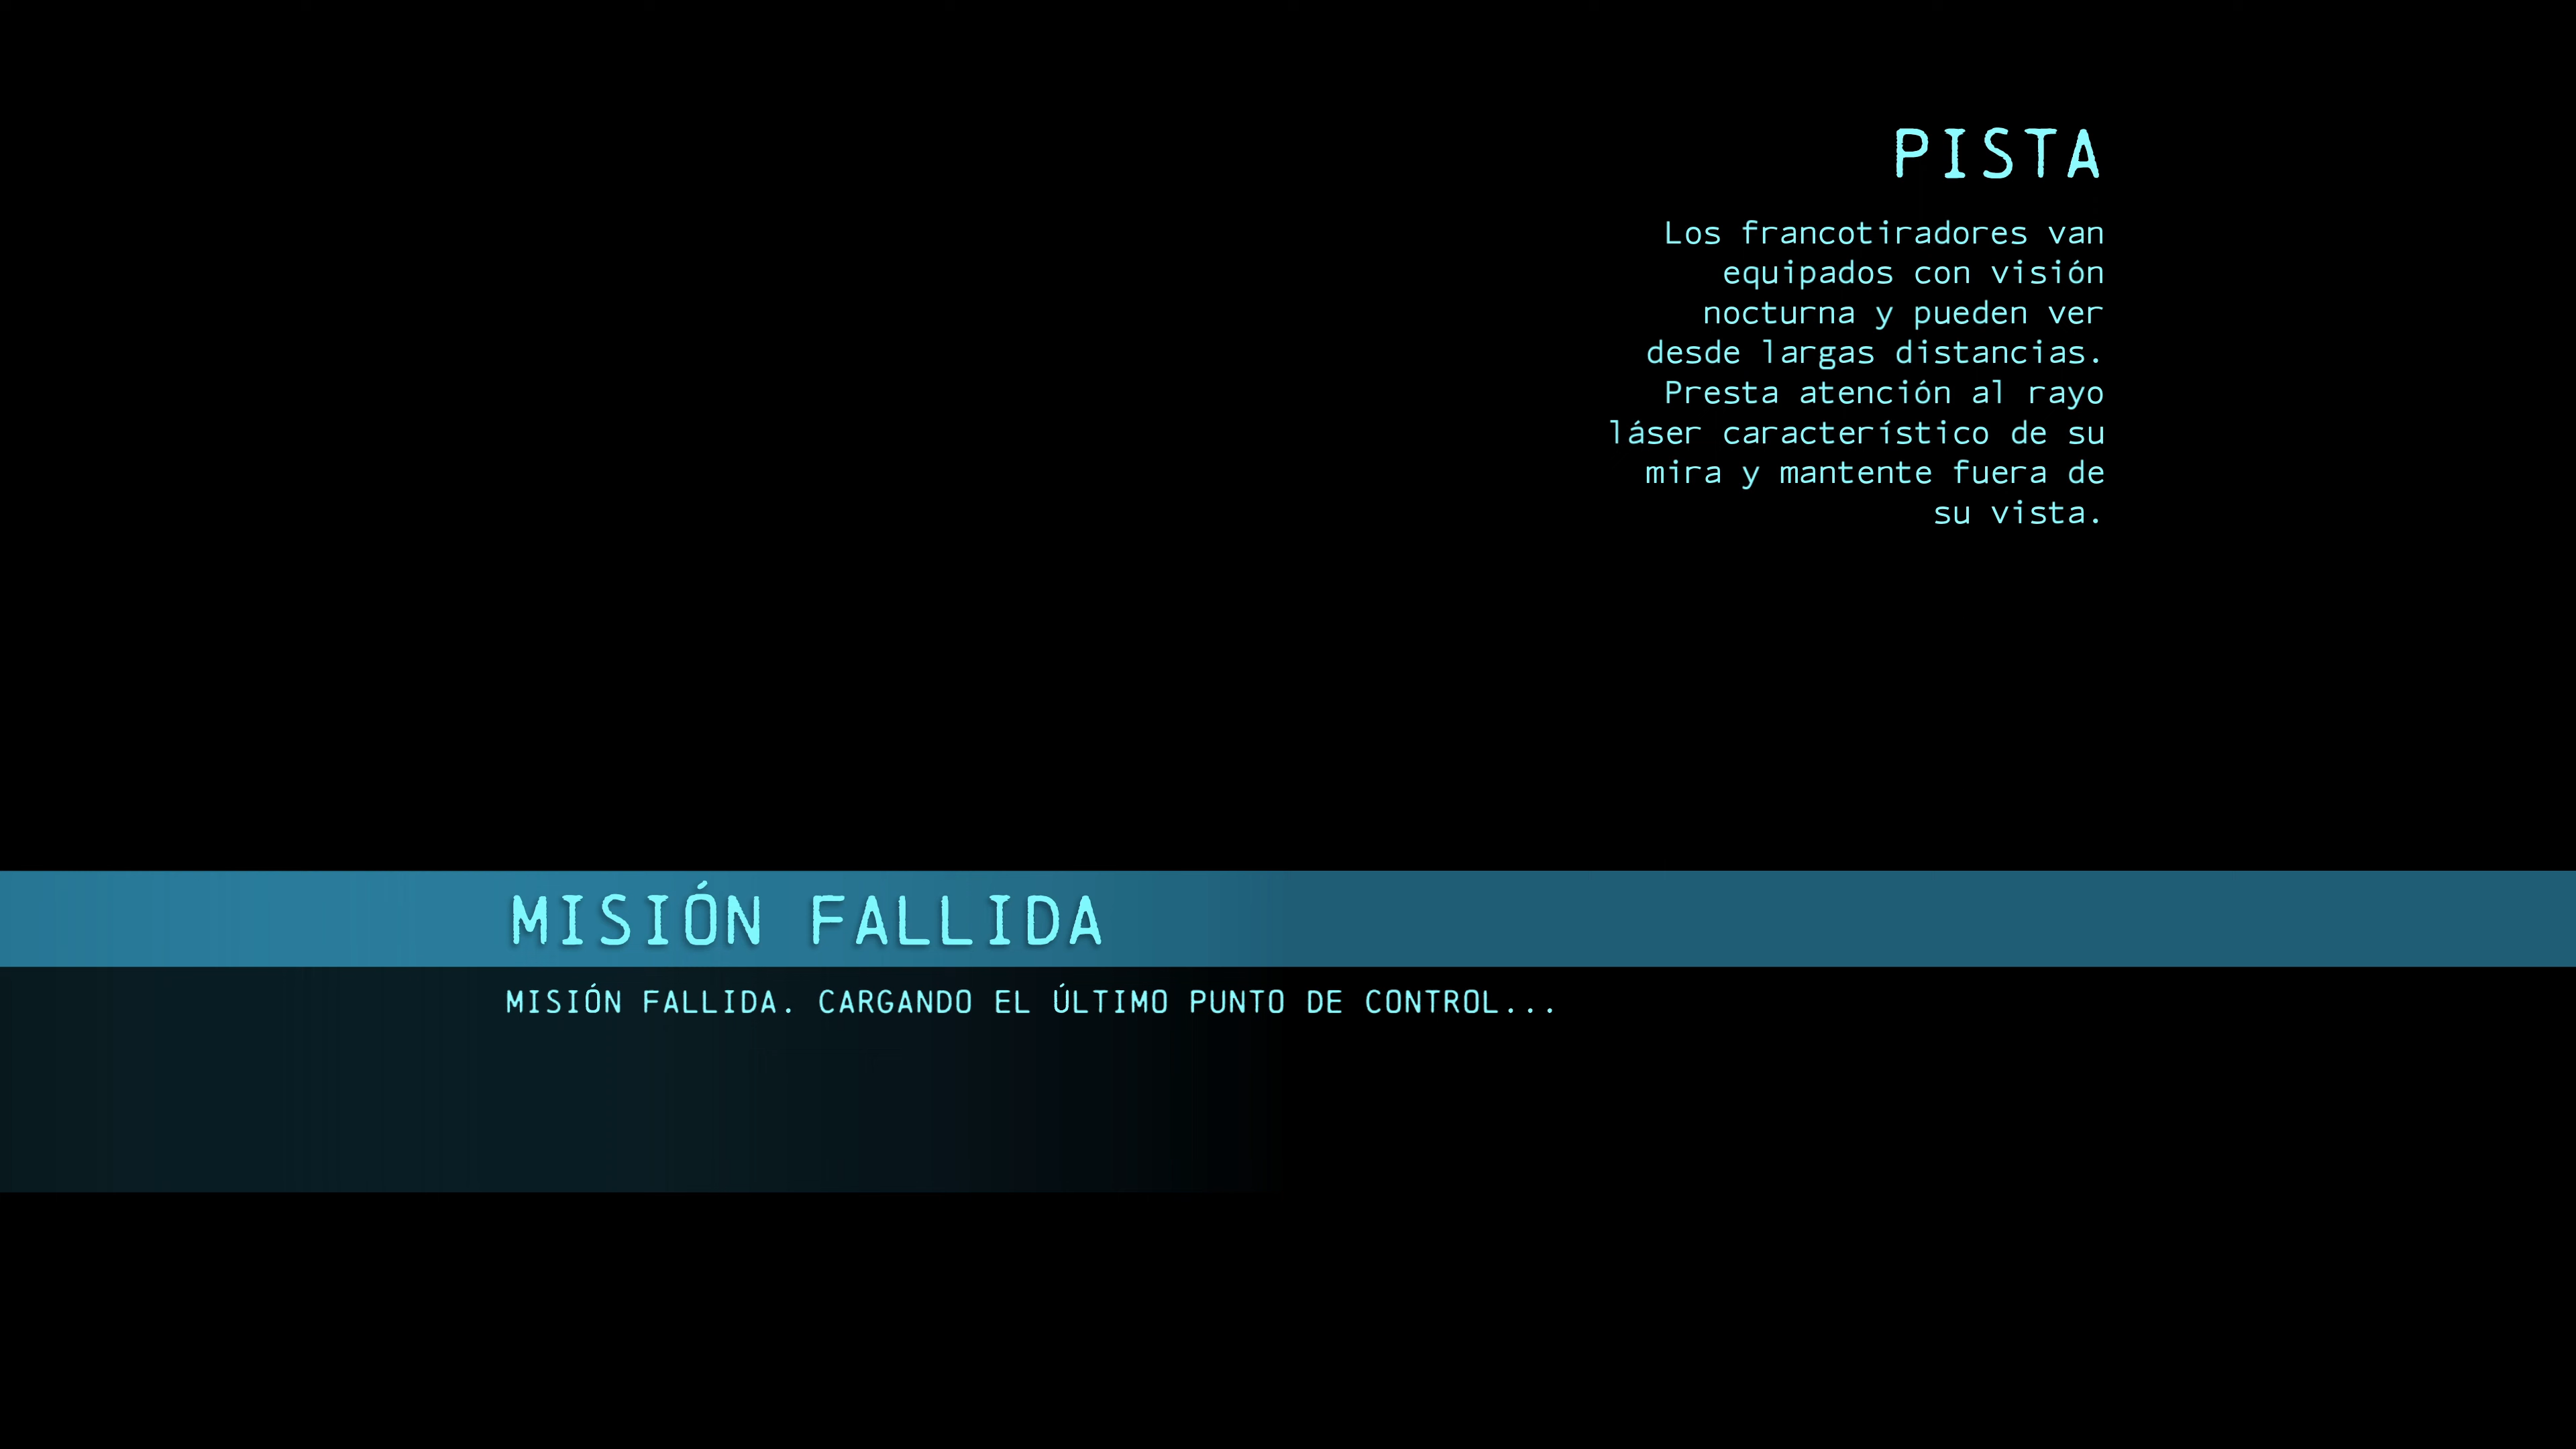 PISTA
Los francotiradores van
equipados con visión
nocturna y pueden ver
desde largas distancias.
Presta atención al rayo
láser característico de su
mira y mantente fuera de
su vista.
MISIÓN FALLIDA
MISIÓN FALLIDA. CARGANDO EL ÚLTIMO PUNTO DE CONTROL...